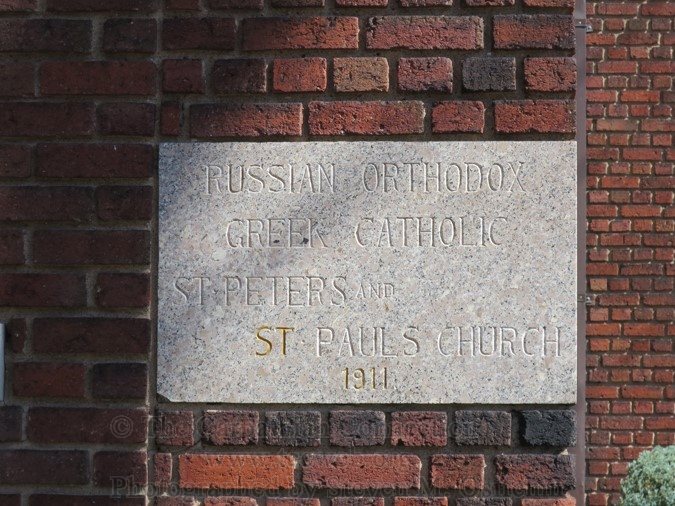 RUSSIAN ORTHODOX
GREEK CATHOLIC
ST. PETERS AND
ST. PAULS CHURCH
1911